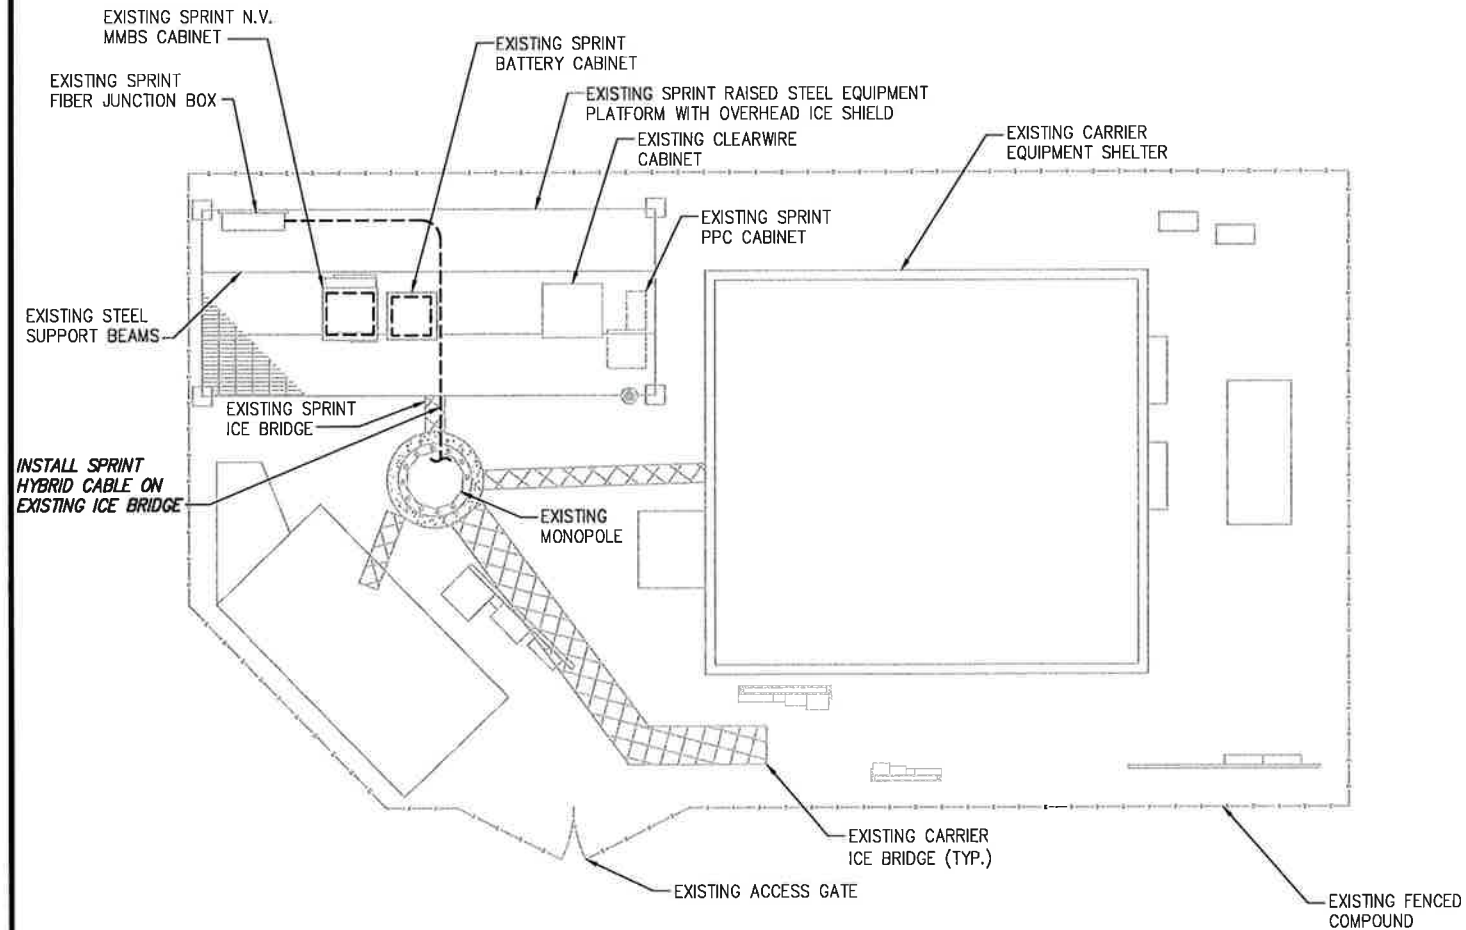 EXISTING SPRINT N.V.
MMBS CABINET
EXISTING SPRINT
BATTERY CABINET
EXISTING SPRINT
FIBER JUNCTION BOX
EXISTING SPRINT RAISED STEEL EQUIPMENT
PLATFORM WITH OVERHEAD ICE SHIELD
EXISTING CLEARWIRE
CABINET
EXISTING CARRIER
EQUIPMENT SHELTER
EXISTING SPRINT
PPC CABINET
EXISTING STEEL
SUPPORT BEAMS
EXISTING SPRINT
ICE BRIDGE
INSTALL SPRINT
HYBRID CABLE ON
EXISTING ICE BRIDGE
EXISTING
MONOPOLE
EXISTING CARRIER
ICE BRIDGE (TYP.)
EXISTING ACCESS GATE
EXISTING FENCED
COMPOUND